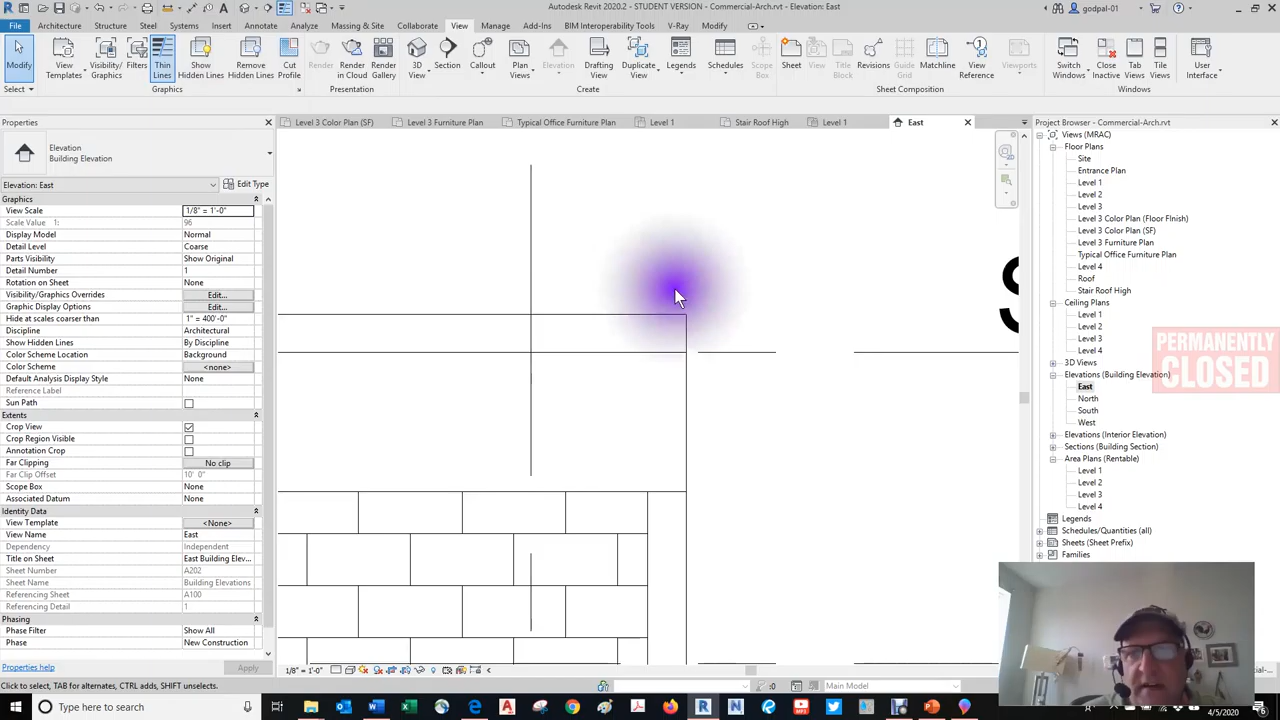 Autodesk Revit 2020.2 - STUDENT VERSION - Commercial-Arch.rvt - Elevation: East
godpal-01
File Architecture Structure Steel Systems Insert Annotate Analyze Massing & Site Collaborate View Manage Add-Ins BIM Interoperability Tools V-Ray Modify
Modify
View Templates
Visibility/ Graphics
Filters
Thin Lines
Show Hidden Lines
Remove Hidden Lines
Cut Profile
Render
Render in Cloud
Render Gallery
3D View
Section
Callout
Plan Views
Elevation
Drafting View
Duplicate View
Legends
Schedules
Scope Box
Sheet
View
Title Block
Revisions
Guide Grid
Matchline
View Reference
Viewports
Switch Windows
Close Inactive
Tab Views
Tile Views
User Interface
Select Graphics Presentation Create Sheet Composition Windows
Properties
Level 3 Color Plan (SF) Level 3 Furniture Plan Typical Office Furniture Plan Level 1 Stair Roof High Level 1 East
Elevation
Building Elevation
Elevation: East Edit Type
Graphics
View Scale 1/8" = 1'-0"
Scale Value 1: 96
Display Model Normal
Detail Level Coarse
Parts Visibility Show Original
Detail Number 1
Rotation on Sheet None
Visibility/Graphics Overrides Edit...
Graphic Display Options Edit...
Hide at scales coarser than 1" = 400'-0"
Discipline Architectural
Show Hidden Lines By Discipline
Color Scheme Location Background
Color Scheme <none>
Default Analysis Display Style None
Reference Label
Sun Path
Extents
Crop View
Crop Region Visible
Annotation Crop
Far Clipping No clip
Far Clip Offset 10' 0"
Scope Box None
Associated Datum None
Identity Data
View Template <None>
View Name East
Dependency Independent
Title on Sheet East Building Elev...
Sheet Number A202
Sheet Name Building Elevations
Referencing Sheet A100
Referencing Detail 1
Phasing
Phase Filter Show All
Phase New Construction
Properties help Apply
Project Browser - Commercial-Arch.rvt
Views (MRAC)
Floor Plans
Site
Entrance Plan
Level 1
Level 2
Level 3
Level 3 Color Plan (Floor Finish)
Level 3 Color Plan (SF)
Level 3 Furniture Plan
Typical Office Furniture Plan
Level 4
Roof
Stair Roof High
Ceiling Plans
Level 1
Level 2
Level 3
Level 4
3D Views
Elevations (Building Elevation)
East
North
South
West
Elevations (Interior Elevation)
Sections (Building Section)
Area Plans (Rentable)
Level 1
Level 2
Level 3
Level 4
Legends
Schedules/Quantities (all)
Sheets (Sheet Prefix)
Families
PERMANENTLY
CLOSED
1/8" = 1'-0"
Click to select, TAB for alternates, CTRL adds, SHIFT unselects.
:0
Main Model
Type here to search
4/5/2020